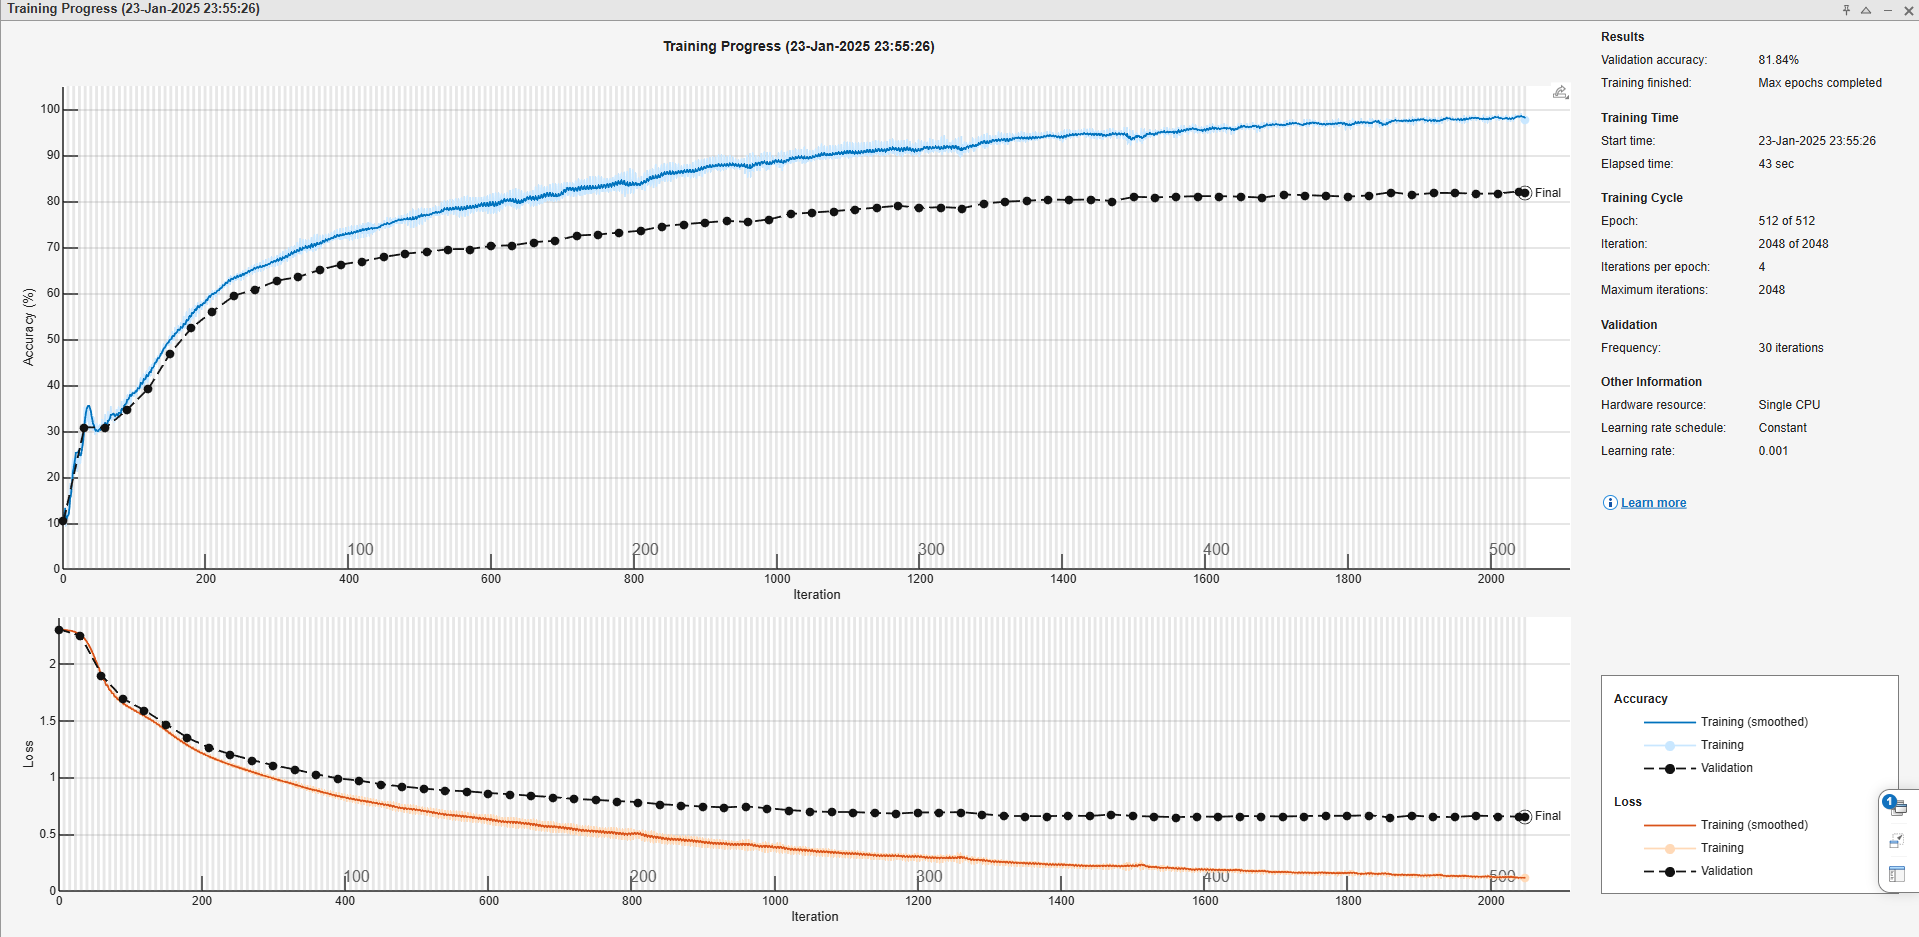 Training Progress (23-Jan-2025 23:55:26)
Training Progress (23-Jan-2025 23:55:26)
Accuracy (%)
100
90
80
70
60
50
40
30
20
10
0
Final
100
200
300
400
500
0
200
400
600
800
1000
1200
1400
1600
1800
2000
Iteration
Loss
2
1.5
1
0.5
0
Final
100
200
300
400
500
0
200
400
600
800
1000
1200
1400
1600
1800
2000
Iteration
Results
Validation accuracy: 81.84%
Training finished: Max epochs completed
Training Time
Start time: 23-Jan-2025 23:55:26
Elapsed time: 43 sec
Training Cycle
Epoch: 512 of 512
Iteration: 2048 of 2048
Iterations per epoch: 4
Maximum iterations: 2048
Validation
Frequency: 30 iterations
Other Information
Hardware resource: Single CPU
Learning rate schedule: Constant
Learning rate: 0.001
Learn more
Accuracy
Training (smoothed)
Training
Validation
Loss
Training (smoothed)
Training
Validation
1